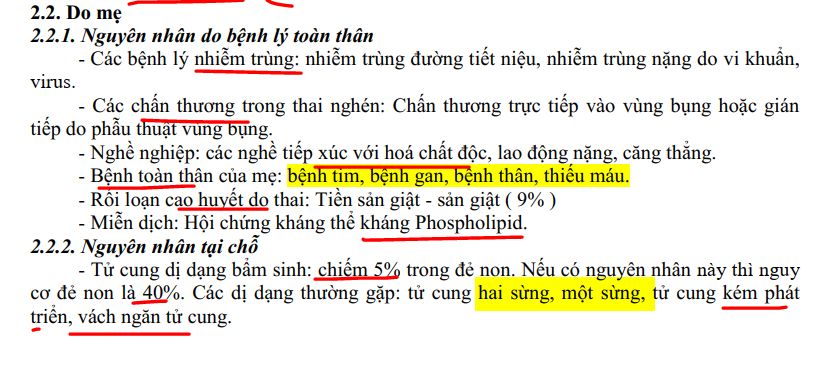 2.2. Do mẹ
2.2.1. Nguyên nhân do bệnh lý toàn thân
- Các bệnh lý nhiễm trùng: nhiễm trùng đường tiết niệu, nhiễm trùng nặng do vi khuẩn,
virus.
- Các chấn thương trong thai nghén: Chấn thương trực tiếp vào vùng bụng hoặc gián
tiếp do phẫu thuật vùng bụng.
- Nghề nghiệp: các nghề tiếp xúc với hoá chất độc, lao động nặng, căng thẳng.
- Bệnh toàn thân của mẹ: bệnh tim, bệnh gan, bệnh thân, thiếu máu.
- Rối loạn cao huyết do thai: Tiền sản giật - sản giật ( 9% )
- Miễn dịch: Hội chứng kháng thể kháng Phospholipid.
2.2.2. Nguyên nhân tại chỗ
- Tử cung dị dạng bẩm sinh: chiếm 5% trong đẻ non. Nếu có nguyên nhân này thì nguy
cơ đẻ non là 40%. Các dị dạng thường gặp: tử cung hai sừng, một sừng, tử cung kém phát
triển, vách ngăn tử cung.